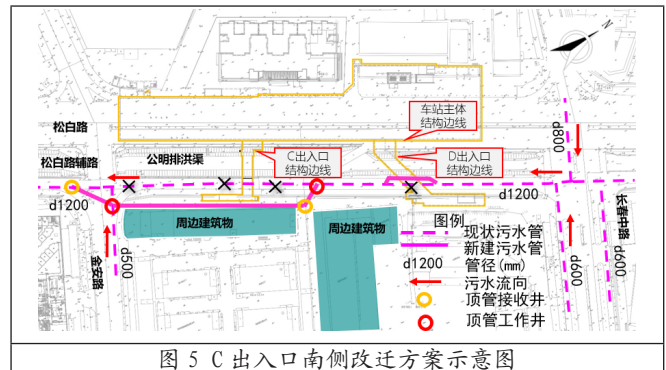 N
车站主体
结构边线
松白路
松白路辅路
公明排洪渠
C出入口
结构边线
D出入口
结构边线
d800
d1200
d1200
周边建筑物
周边建筑物
金安路
d500
长春中路
d600
d600
图例
现状污水管
新建污水管
d1200
管径(mm)
污水流向
顶管接收井
顶管工作井
图 5 C出入口南侧改迁方案示意图